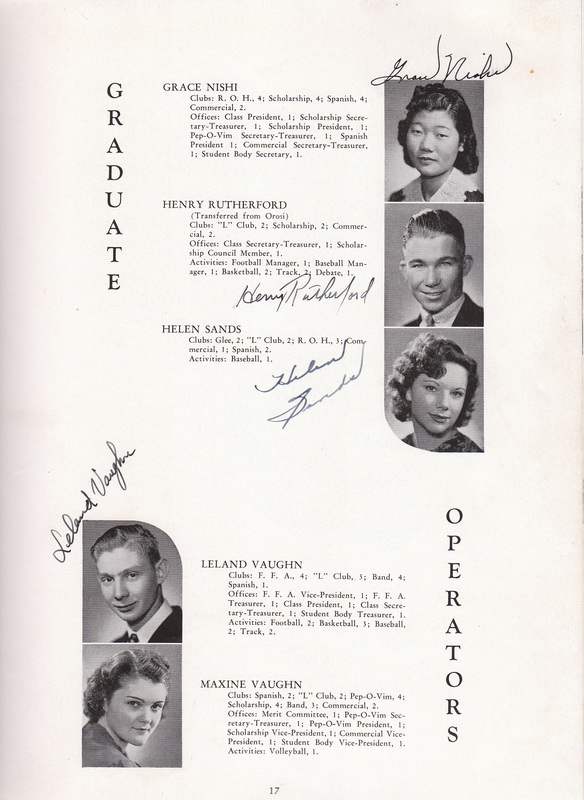 GRADUATE
Grace Nishi
GRACE NISHI
Clubs: R. O. H., 4; Scholarship, 4; Spanish, 4;
Commercial, 2.
Offices: Class President, 1; Scholarship Secre-
tary-Treasurer, 1; Scholarship President, 1;
Pep-O-Vim Secretary-Treasurer, 1; Spanish
President 1; Commercial Secretary-Treasurer,
1; Student Body Secretary, 1.
HENRY RUTHERFORD
(Transferred from Orosi)
Clubs: "L" Club, 2; Scholarship, 2; Commer-
cial, 2.
Offices: Class Secretary-Treasurer, 1; Scholar-
ship Council Member, 1.
Activities: Football Manager, 1; Baseball Man-
ager, 1; Basketball, 2; Track, 2; Debate, 1.
Henry Rutherford
HELEN SANDS
Clubs: Glee, 2; "L" Club, 2; R. O. H., 3; Com-
mercial, 1; Spanish, 2.
Activities: Baseball, 1.
Helen
Sands
Leland Vaughn
OPERATORS
LELAND VAUGHN
Clubs: F. F. A., 4; "L" Club, 3; Band, 4;
Spanish, 1.
Offices: F. F. A. Vice-President, 1; F. F. A.
Treasurer, 1; Class President, 1; Class Secre-
tary-Treasurer, 1; Student Body Treasurer, 1.
Activities: Football, 2; Basketball, 3; Baseball,
2; Track, 2.
MAXINE VAUGHN
Clubs: Spanish, 2; "L" Club, 2; Pep-O-Vim, 4;
Scholarship, 4; Band, 3; Commercial, 2.
Offices: Merit Committee, 1; Pep-O-Vim Sec-
retary-Treasurer, 1; Pep-O-Vim President, 1;
Scholarship Vice-President, 1; Commercial Vice-
President, 1; Student Body Vice-President, 1.
Activities: Volleyball, 1.
17